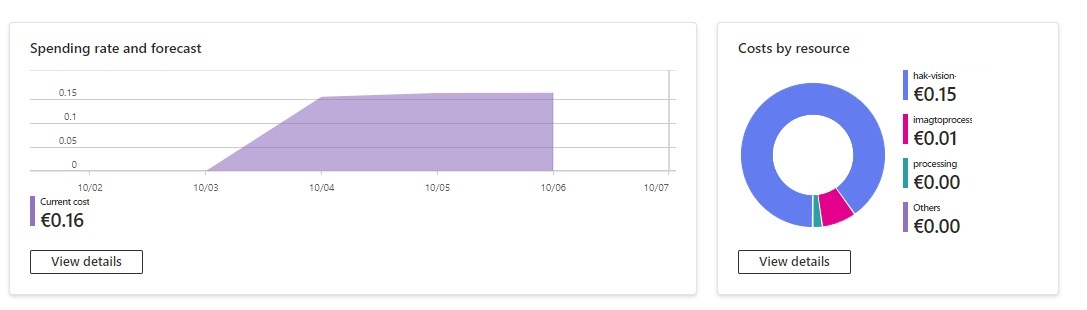 Spending rate and forecast
0.15
0.1
0.05
0
10/02 10/03 10/04 10/05 10/06 10/07
Current cost
€0.16
View details
Costs by resource
hak-vision-
€0.15
imagtoprocess
€0.01
processing
€0.00
Others
€0.00
View details